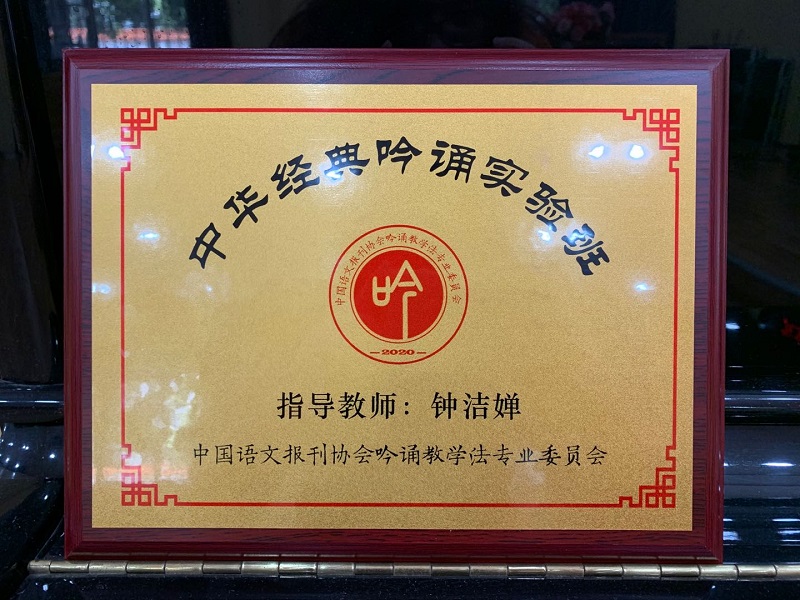 中华经典吟诵实验班
中国语文报刊协会吟诵教学法专业委员会
吟
2020
指导教师：钟洁婵
中国语文报刊协会吟诵教学法专业委员会